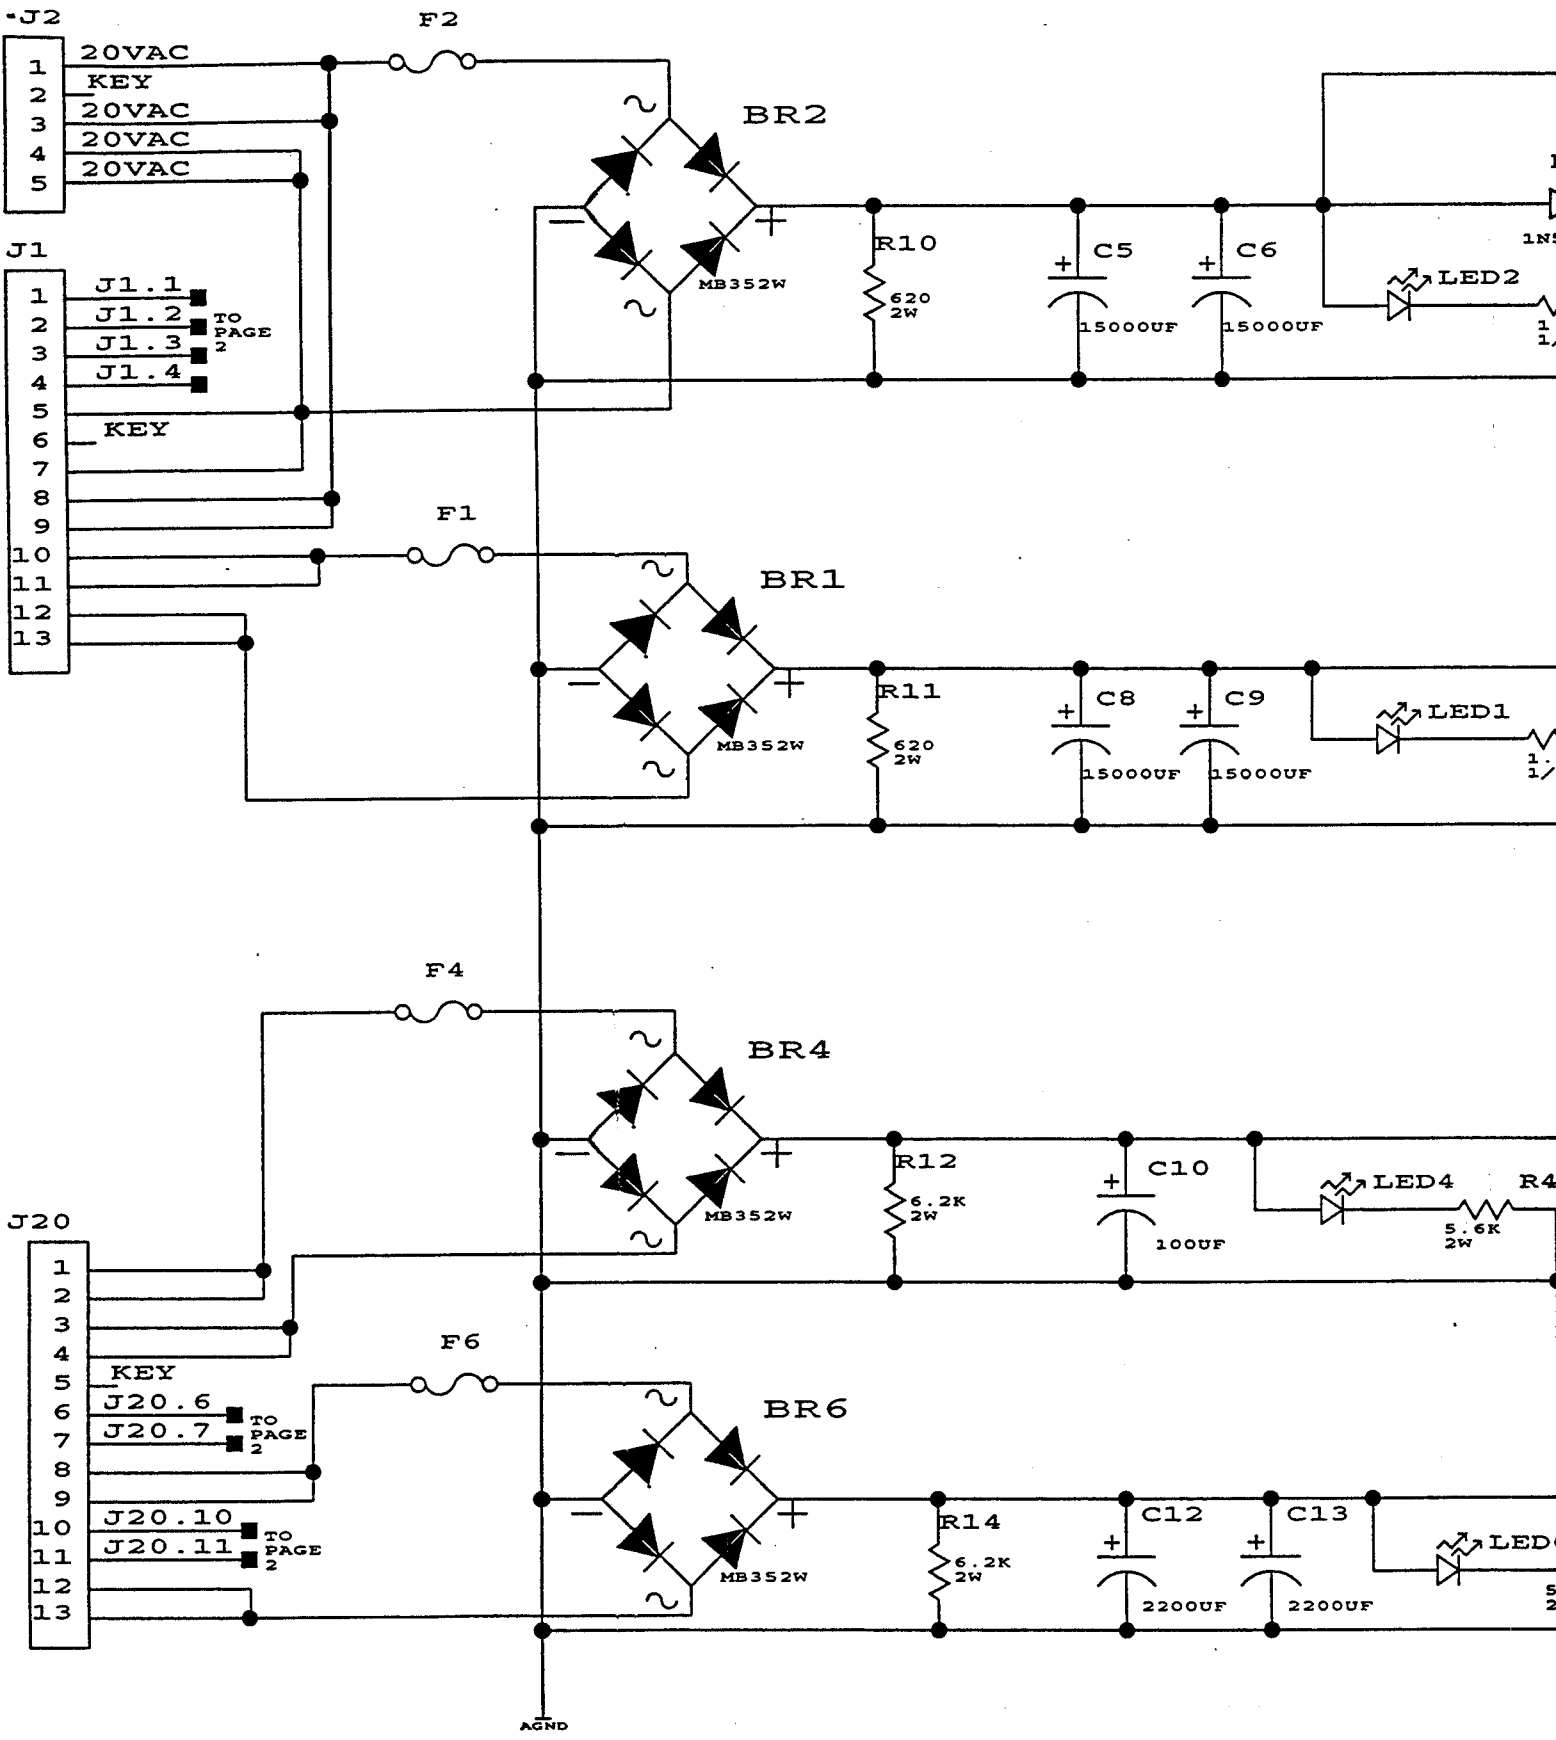 J2
F2
1 20VAC
2 KEY
3 20VAC
4 20VAC
5 20VAC
BR2
MB352W
R10
620
2W
C5
15000UF
C6
15000UF
LED2
J1
1 J1.1
2 J1.2
3 J1.3
4 J1.4
TO
PAGE
2
5
6 KEY
7
8
9
10
11
12
13
F1
BR1
MB352W
R11
620
2W
C8
15000UF
C9
15000UF
LED1
F4
BR4
MB352W
R12
6.2K
2W
C10
100UF
LED4
R4
5.6K
2W
J20
1
2
3
4
5 KEY
6 J20.6
7 J20.7
TO
PAGE
2
8
9
10 J20.10
11 J20.11
TO
PAGE
2
12
13
F6
BR6
MB352W
R14
6.2K
2W
C12
2200UF
C13
2200UF
LED
AGND